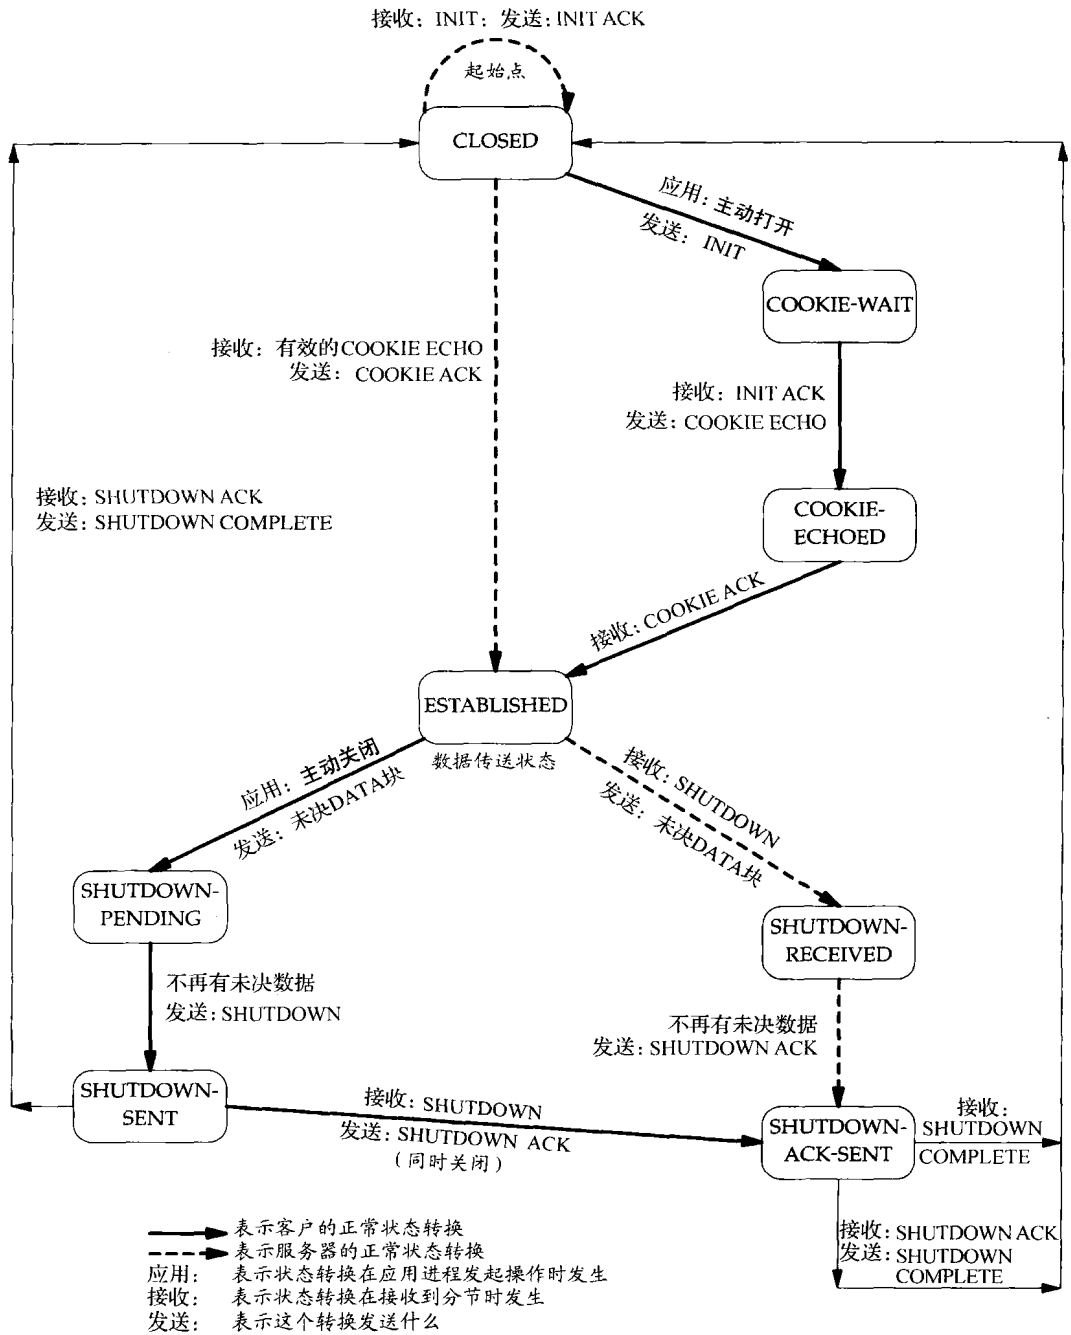 接收: INIT; 发送: INIT ACK
起始点
CLOSED
应用: 主动打开
发送: INIT
COOKIE-WAIT
接收: 有效的COOKIE ECHO
发送: COOKIE ACK
接收: INIT ACK
发送: COOKIE ECHO
接收: SHUTDOWN ACK
发送: SHUTDOWN COMPLETE
COOKIE-
ECHOED
接收: COOKIE ACK
ESTABLISHED
数据传送状态
应用: 主动关闭
发送: 未决DATA块
接收: SHUTDOWN
发送: 未决DATA块
SHUTDOWN-
PENDING
SHUTDOWN-
RECEIVED
不再有未决数据
发送: SHUTDOWN
不再有未决数据
发送: SHUTDOWN ACK
SHUTDOWN-
SENT
接收: SHUTDOWN
发送: SHUTDOWN ACK
(同时关闭)
SHUTDOWN-
ACK-SENT
接收:
SHUTDOWN
COMPLETE
接收: SHUTDOWN ACK
发送: SHUTDOWN
COMPLETE
表示客户的正常状态转换
表示服务器的正常状态转换
应用: 表示状态转换在应用进程发起操作时发生
接收: 表示状态转换在接收到分节时发生
发送: 表示这个转换发送什么